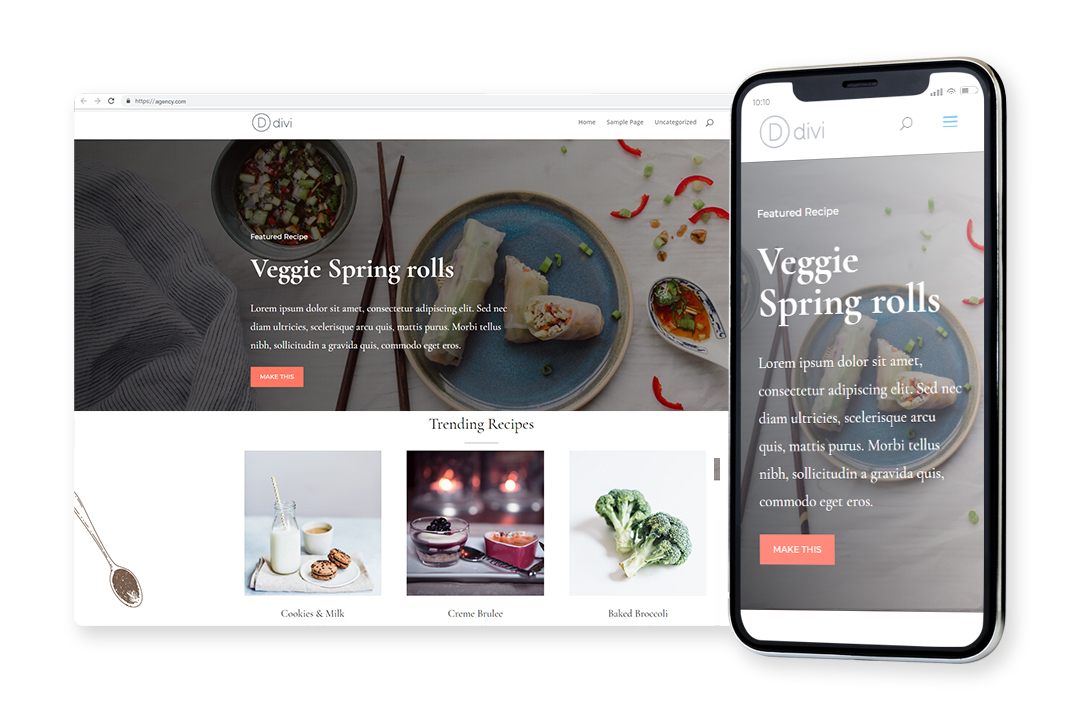 https://agency.com
D divi
Home Sample Page Uncategorized
Featured Recipe
Veggie Spring rolls
Lorem ipsum dolor sit amet, consectetur adipiscing elit. Sed nec
diam ultricies, scelerisque arcu quis, mattis purus. Morbi tellus
nibh, sollicitudin a gravida quis, commodo eget eros.
MAKE THIS
Trending Recipes
Cookies & Milk
Creme Brulee
Baked Broccoli
10:10
D divi
Featured Recipe
Veggie
Spring rolls
Lorem ipsum dolor sit amet,
consectetur adipiscing elit. Sed nec
diam ultricies, scelerisque arcu
quis, mattis purus. Morbi tellus
nibh, sollicitudin a gravida quis,
commodo eget eros.
MAKE THIS